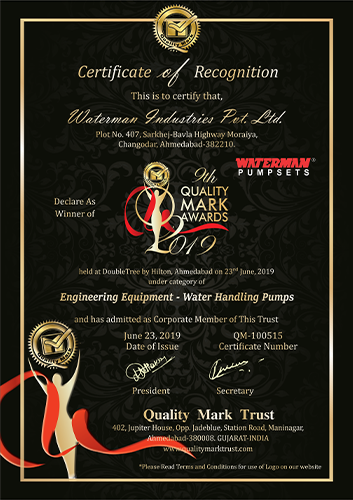 Certificate of Recognition
This is to certify that,
Waterman Industries Pvt. Ltd.
Plot No. 407, Sarkhej-Bavla Highway Moraiya,
Changodar, Ahmedabad-382210.
WATERMAN®
PUMPSETS
Declare As
Winner of
9th
QUALITY
MARK
AWARDS
2019
held at DoubleTree by Hilton, Ahmedabad on 23rd June, 2019
under category of
Engineering Equipment - Water Handling Pumps
and has admitted as Corporate Member of This Trust
June 23, 2019
Date of Issue
QM-100515
Certificate Number
President
Secretary
Quality Mark Trust
402, Jupiter House, Opp. Jadeblue, Station Road, Maninagar,
Ahmedabad-380008. GUJARAT-INDIA
www.qualitymarktrust.com
*Please Read Terms and Conditions for use of Logo on our website